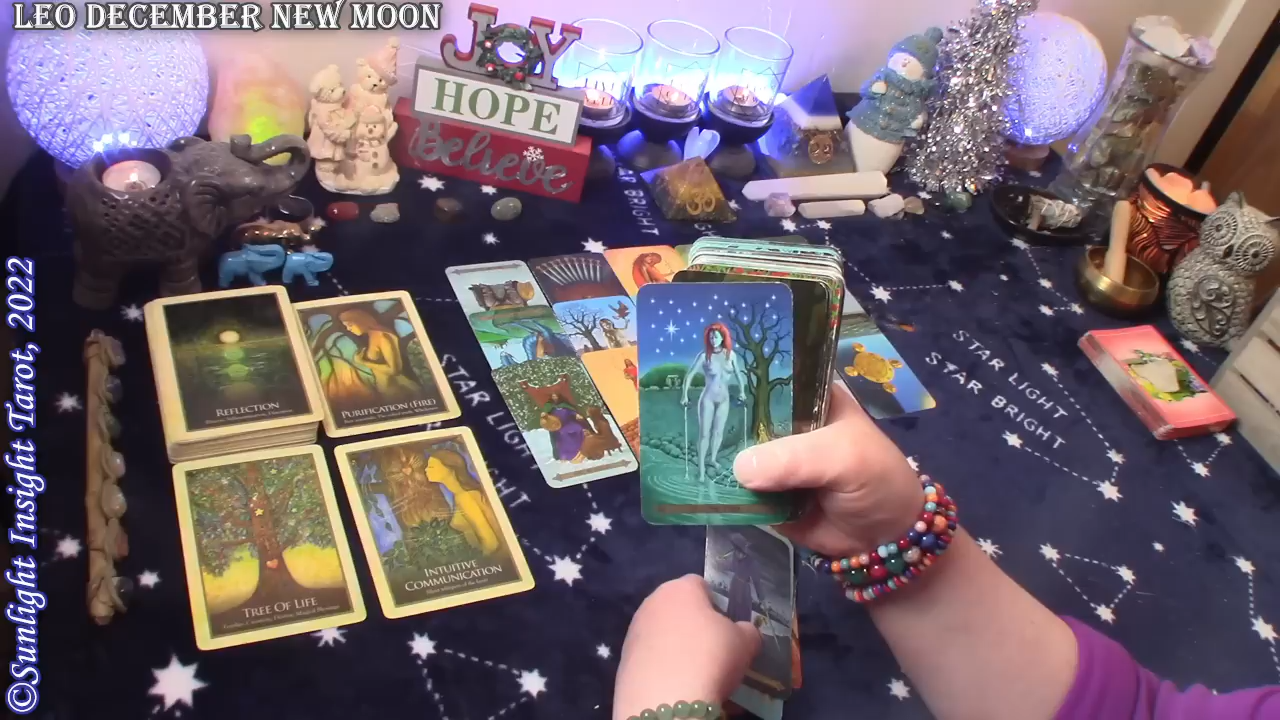 LEO DECEMBER NEW MOON
©Sunlight Insight Tarot, 2022
JOY
HOPE
Believe
REFLECTION
PURIFICATION (FIRE)
TREE OF LIFE
INTUITIVE
COMMUNICATION
STAR LIGHT
STAR BRIGHT
STAR LIGHT
BRIGHT